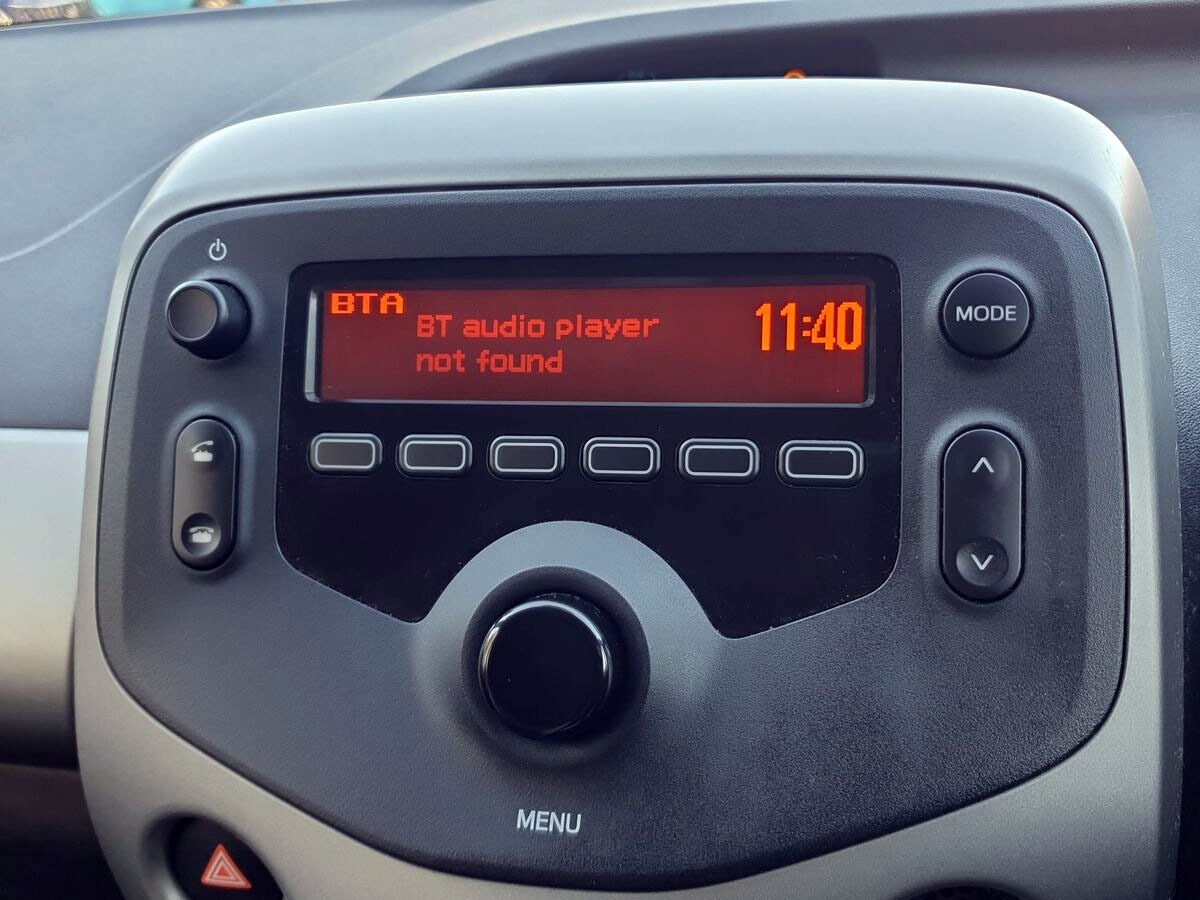 BTA
BT audio player
not found
11:40
MODE
MENU